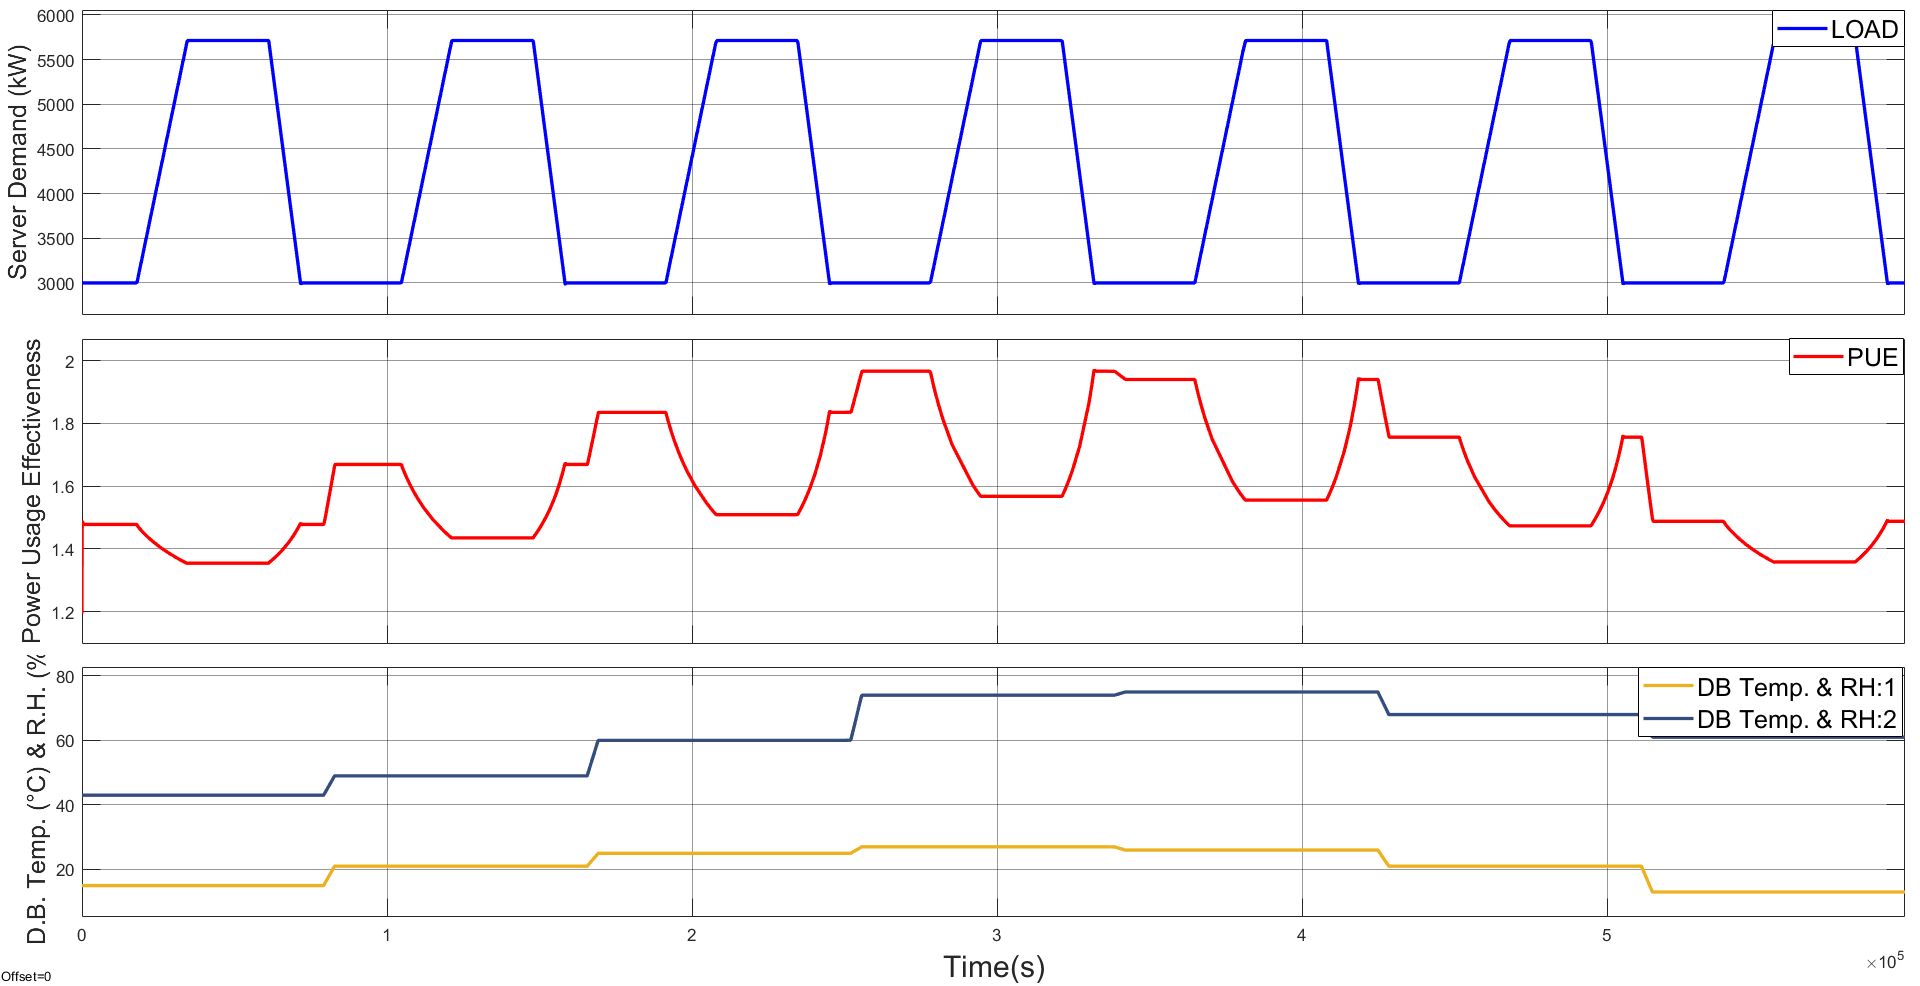 6000
5500
5000
4500
4000
3500
3000
Server Demand (kW)
LOAD
2
1.8
1.6
1.4
1.2
Power Usage Effectiveness
PUE
80
60
40
20
D.B. Temp. (°C) & R.H. (%
DB Temp. & RH:1
DB Temp. & RH:2
0 1 2 3 4 5
×10⁵
Time(s)
Offset=0